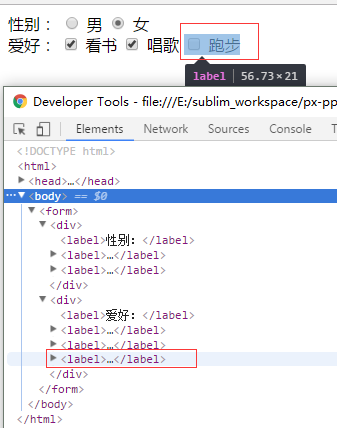 性别： 男 女
爱好： 看书 唱歌 跑步
label 56.73×21
Developer Tools - file:///E:/sublim_workspace/px-pp
Elements Network Sources
<!DOCTYPE html>
<html>
<head>…</head>
<body> == $0
<form>
<div>
<label>性别：</label>
<label>…</label>
<label>…</label>
</div>
<div>
<label>爱好：</label>
<label>…</label>
<label>…</label>
<label>…</label>
</div>
</form>
</body>
</html>